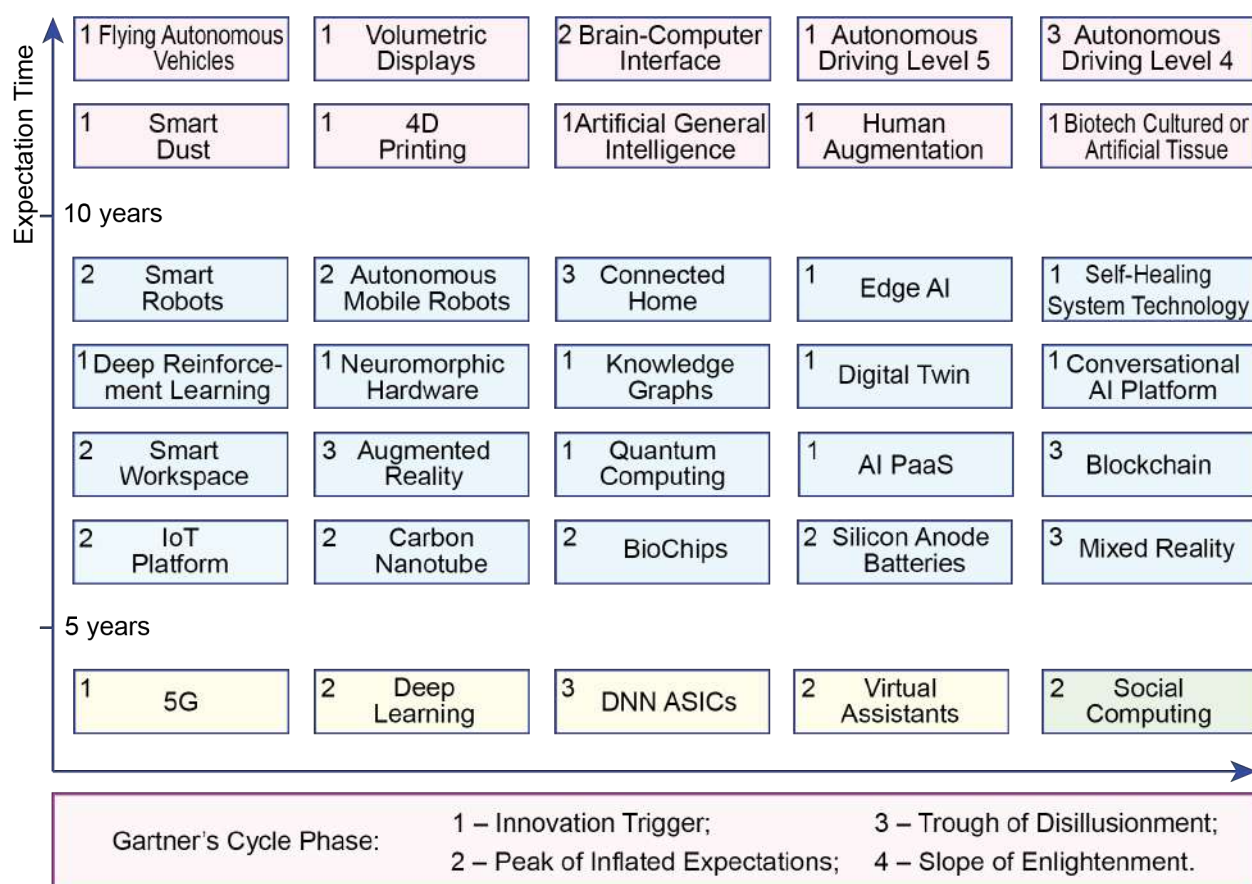 Expectation Time
1 Flying Autonomous
Vehicles
1 Volumetric
Displays
2 Brain-Computer
Interface
1 Autonomous
Driving Level 5
3 Autonomous
Driving Level 4
1 Smart
Dust
1 4D
Printing
1 Artificial General
Intelligence
1 Human
Augmentation
1 Biotech Cultured or
Artificial Tissue
10 years
2 Smart
Robots
2 Autonomous
Mobile Robots
3 Connected
Home
1 Edge AI
1 Self-Healing
System Technology
1 Deep Reinforce-
ment Learning
1 Neuromorphic
Hardware
1 Knowledge
Graphs
1 Digital Twin
1 Conversational
AI Platform
2 Smart
Workspace
3 Augmented
Reality
1 Quantum
Computing
1 AI PaaS
3 Blockchain
2 IoT
Platform
2 Carbon
Nanotube
2 BioChips
2 Silicon Anode
Batteries
3 Mixed Reality
5 years
1 5G
2 Deep
Learning
3 DNN ASICs
2 Virtual
Assistants
2 Social
Computing
Gartner's Cycle Phase:
1 – Innovation Trigger;
2 – Peak of Inflated Expectations;
3 – Trough of Disillusionment;
4 – Slope of Enlightenment.